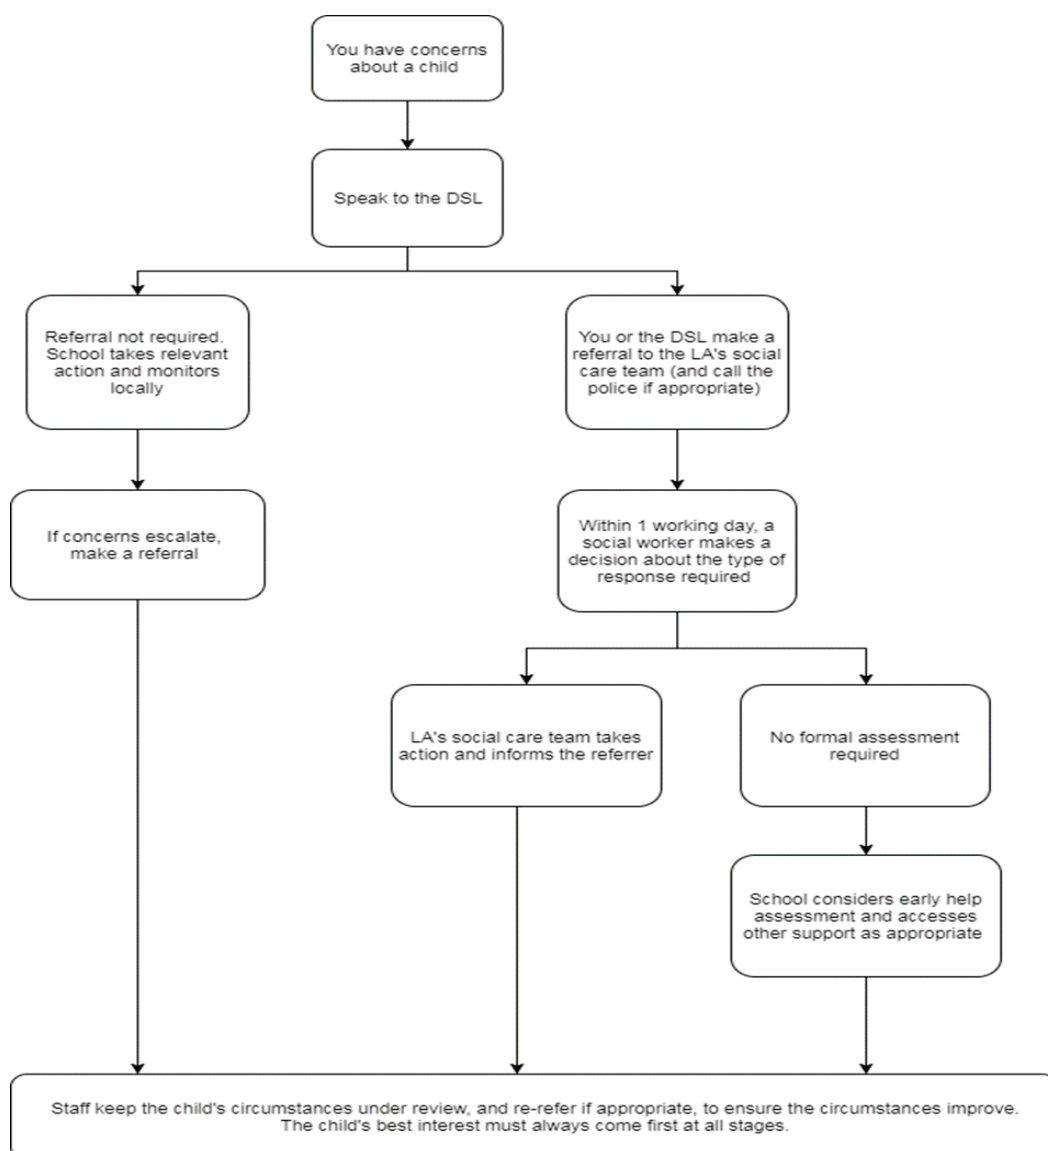 You have concerns
about a child
Speak to the DSL
Referral not required.
School takes relevant
action and monitors
locally
You or the DSL make a
referral to the LA's social
care team (and call the
police if appropriate)
If concerns escalate,
make a referral
Within 1 working day, a
social worker makes a
decision about the type of
response required
LA's social care team takes
action and informs the referrer
No formal assessment
required
School considers early help
assessment and accesses
other support as appropriate
Staff keep the child's circumstances under review, and re-refer if appropriate, to ensure the circumstances improve.
The child's best interest must always come first at all stages.